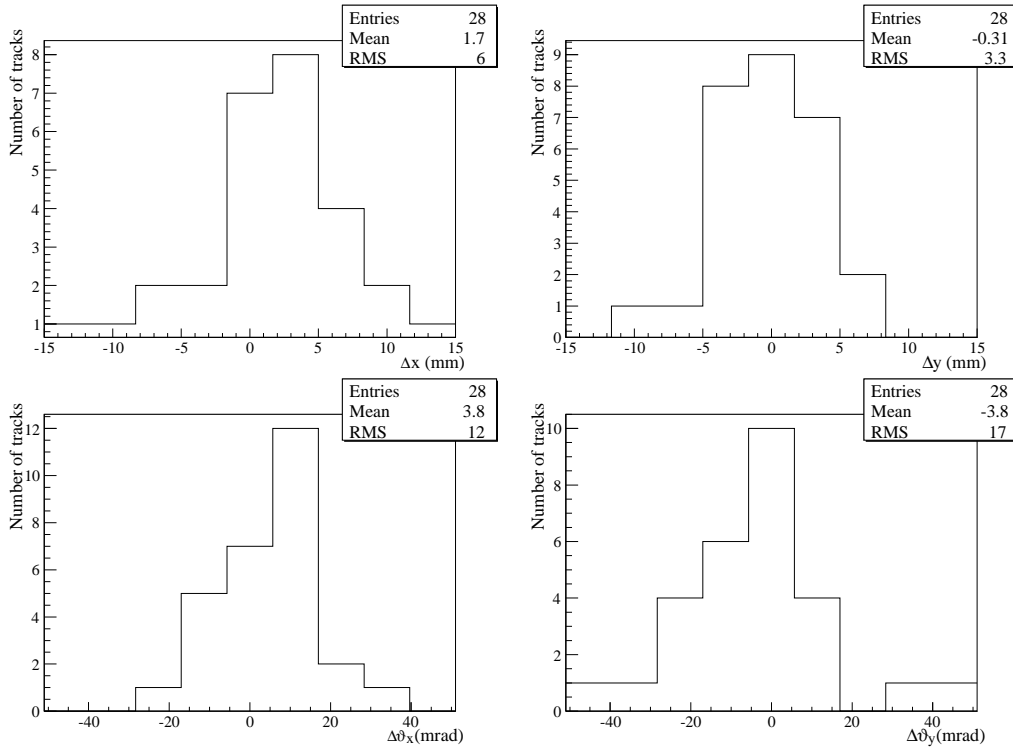 Entries 28
Mean 1.7
RMS 6
Number of tracks
8
7
6
5
4
3
2
1
-15 -10 -5 0 5 10 15
Δx (mm)
Entries 28
Mean -0.31
RMS 3.3
Number of tracks
9
8
7
6
5
4
3
2
1
0
-15 -10 -5 0 5 10 15
Δy (mm)
Entries 28
Mean 3.8
RMS 12
Number of tracks
12
10
8
6
4
2
0
-40 -20 0 20 40
Δϑx(mrad)
Entries 28
Mean -3.8
RMS 17
Number of tracks
10
8
6
4
2
0
-40 -20 0 20 40
Δϑy(mrad)